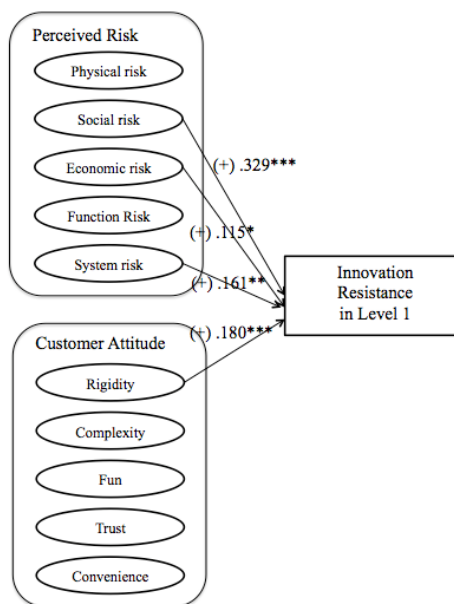 Perceived Risk
Physical risk
Social risk
(+) .329***
Economic risk
Function Risk
(+) .115*
System risk
(+) .161**
Innovation
Resistance
in Level 1
(+) .180***
Customer Attitude
Rigidity
Complexity
Fun
Trust
Convenience